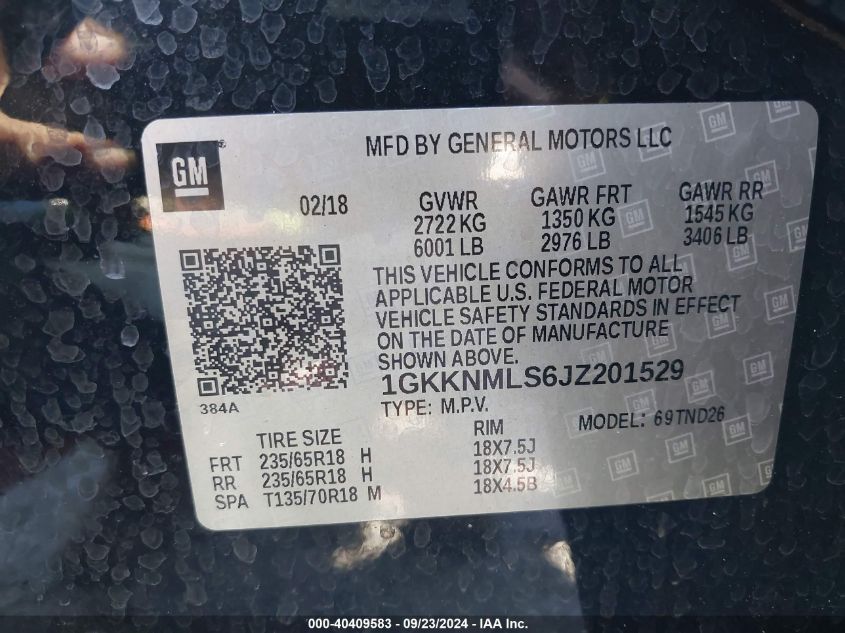 GM
MFD BY GENERAL MOTORS LLC
02/18
GVWR GAWR FRT GAWR RR
2722 KG 1350 KG 1545 KG
6001 LB 2976 LB 3406 LB
THIS VEHICLE CONFORMS TO ALL
APPLICABLE U.S. FEDERAL MOTOR
VEHICLE SAFETY STANDARDS IN EFFECT
ON THE DATE OF MANUFACTURE
SHOWN ABOVE.
1GKKNMLS6JZ201529
384A
TYPE: M.P.V. MODEL: 69TND26
TIRE SIZE RIM
FRT 235/65R18 H 18X7.5J
RR 235/65R18 H 18X7.5J
SPA T135/70R18 M 18X4.5B
000-40409583 - 09/23/2024 - IAA Inc.